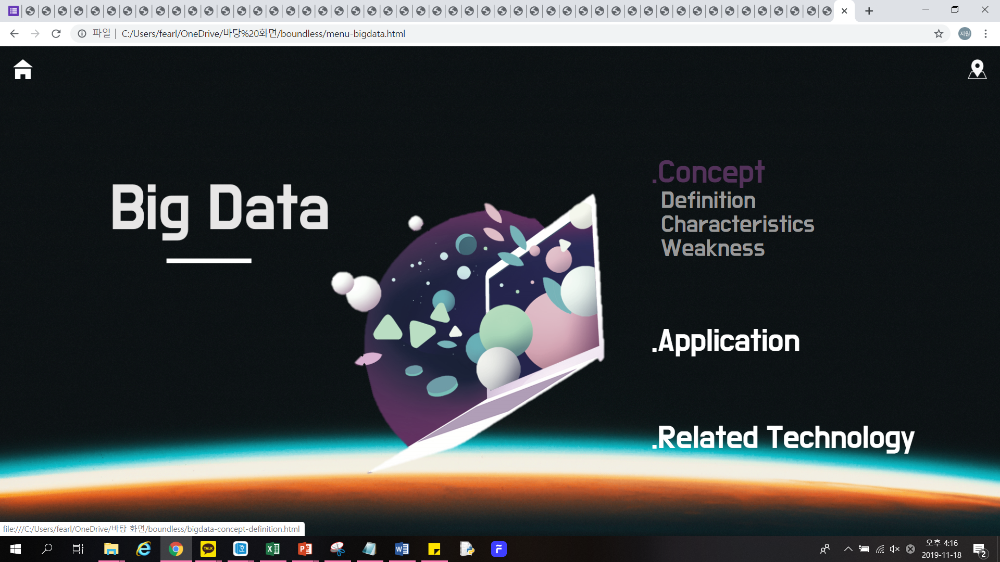 파일 | C:/Users/fearl/OneDrive/바탕%20화면/boundless/menu-bigdata.html
지원
Big Data
.Concept
Definition
Characteristics
Weakness
.Application
.Related Technology
file:///C:/Users/fearl/OneDrive/바탕 화면/boundless/bigdata-concept-definition.html
TALK
오후 4:16
2019-11-18
2